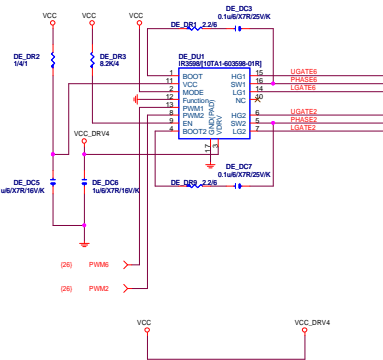 VCC VCC VCC
DE_DC3
0.1u/6/X7R/25V/K
DE_DR1 2.2/6
DE_DR2
1/4/1
DE_DR3
8.2K/4
DE_DU1
IR3598/[10TA1-603598-01R]
1 BOOT HG1 15 UGATE6
11 VCC SW1 16 PHASE6
2 MODE LG1 14 LGATE6
12 Function NC 10
13 PWM1
8 PWM2 HG2 6 UGATE2
9 EN SW2 5 PHASE2
4 BOOT2 LG2 7 LGATE2
GND(PAD) VDRV
17 3
VCC_DRV4
DE_DC7
0.1u/6/X7R/25V/K
DE_DR9 2.2/6
DE_DC5
u/6/X7R/16V/K
DE_DC6
1u/6/X7R/16V/K
(26) PWM6
(26) PWM2
VCC VCC_DRV4